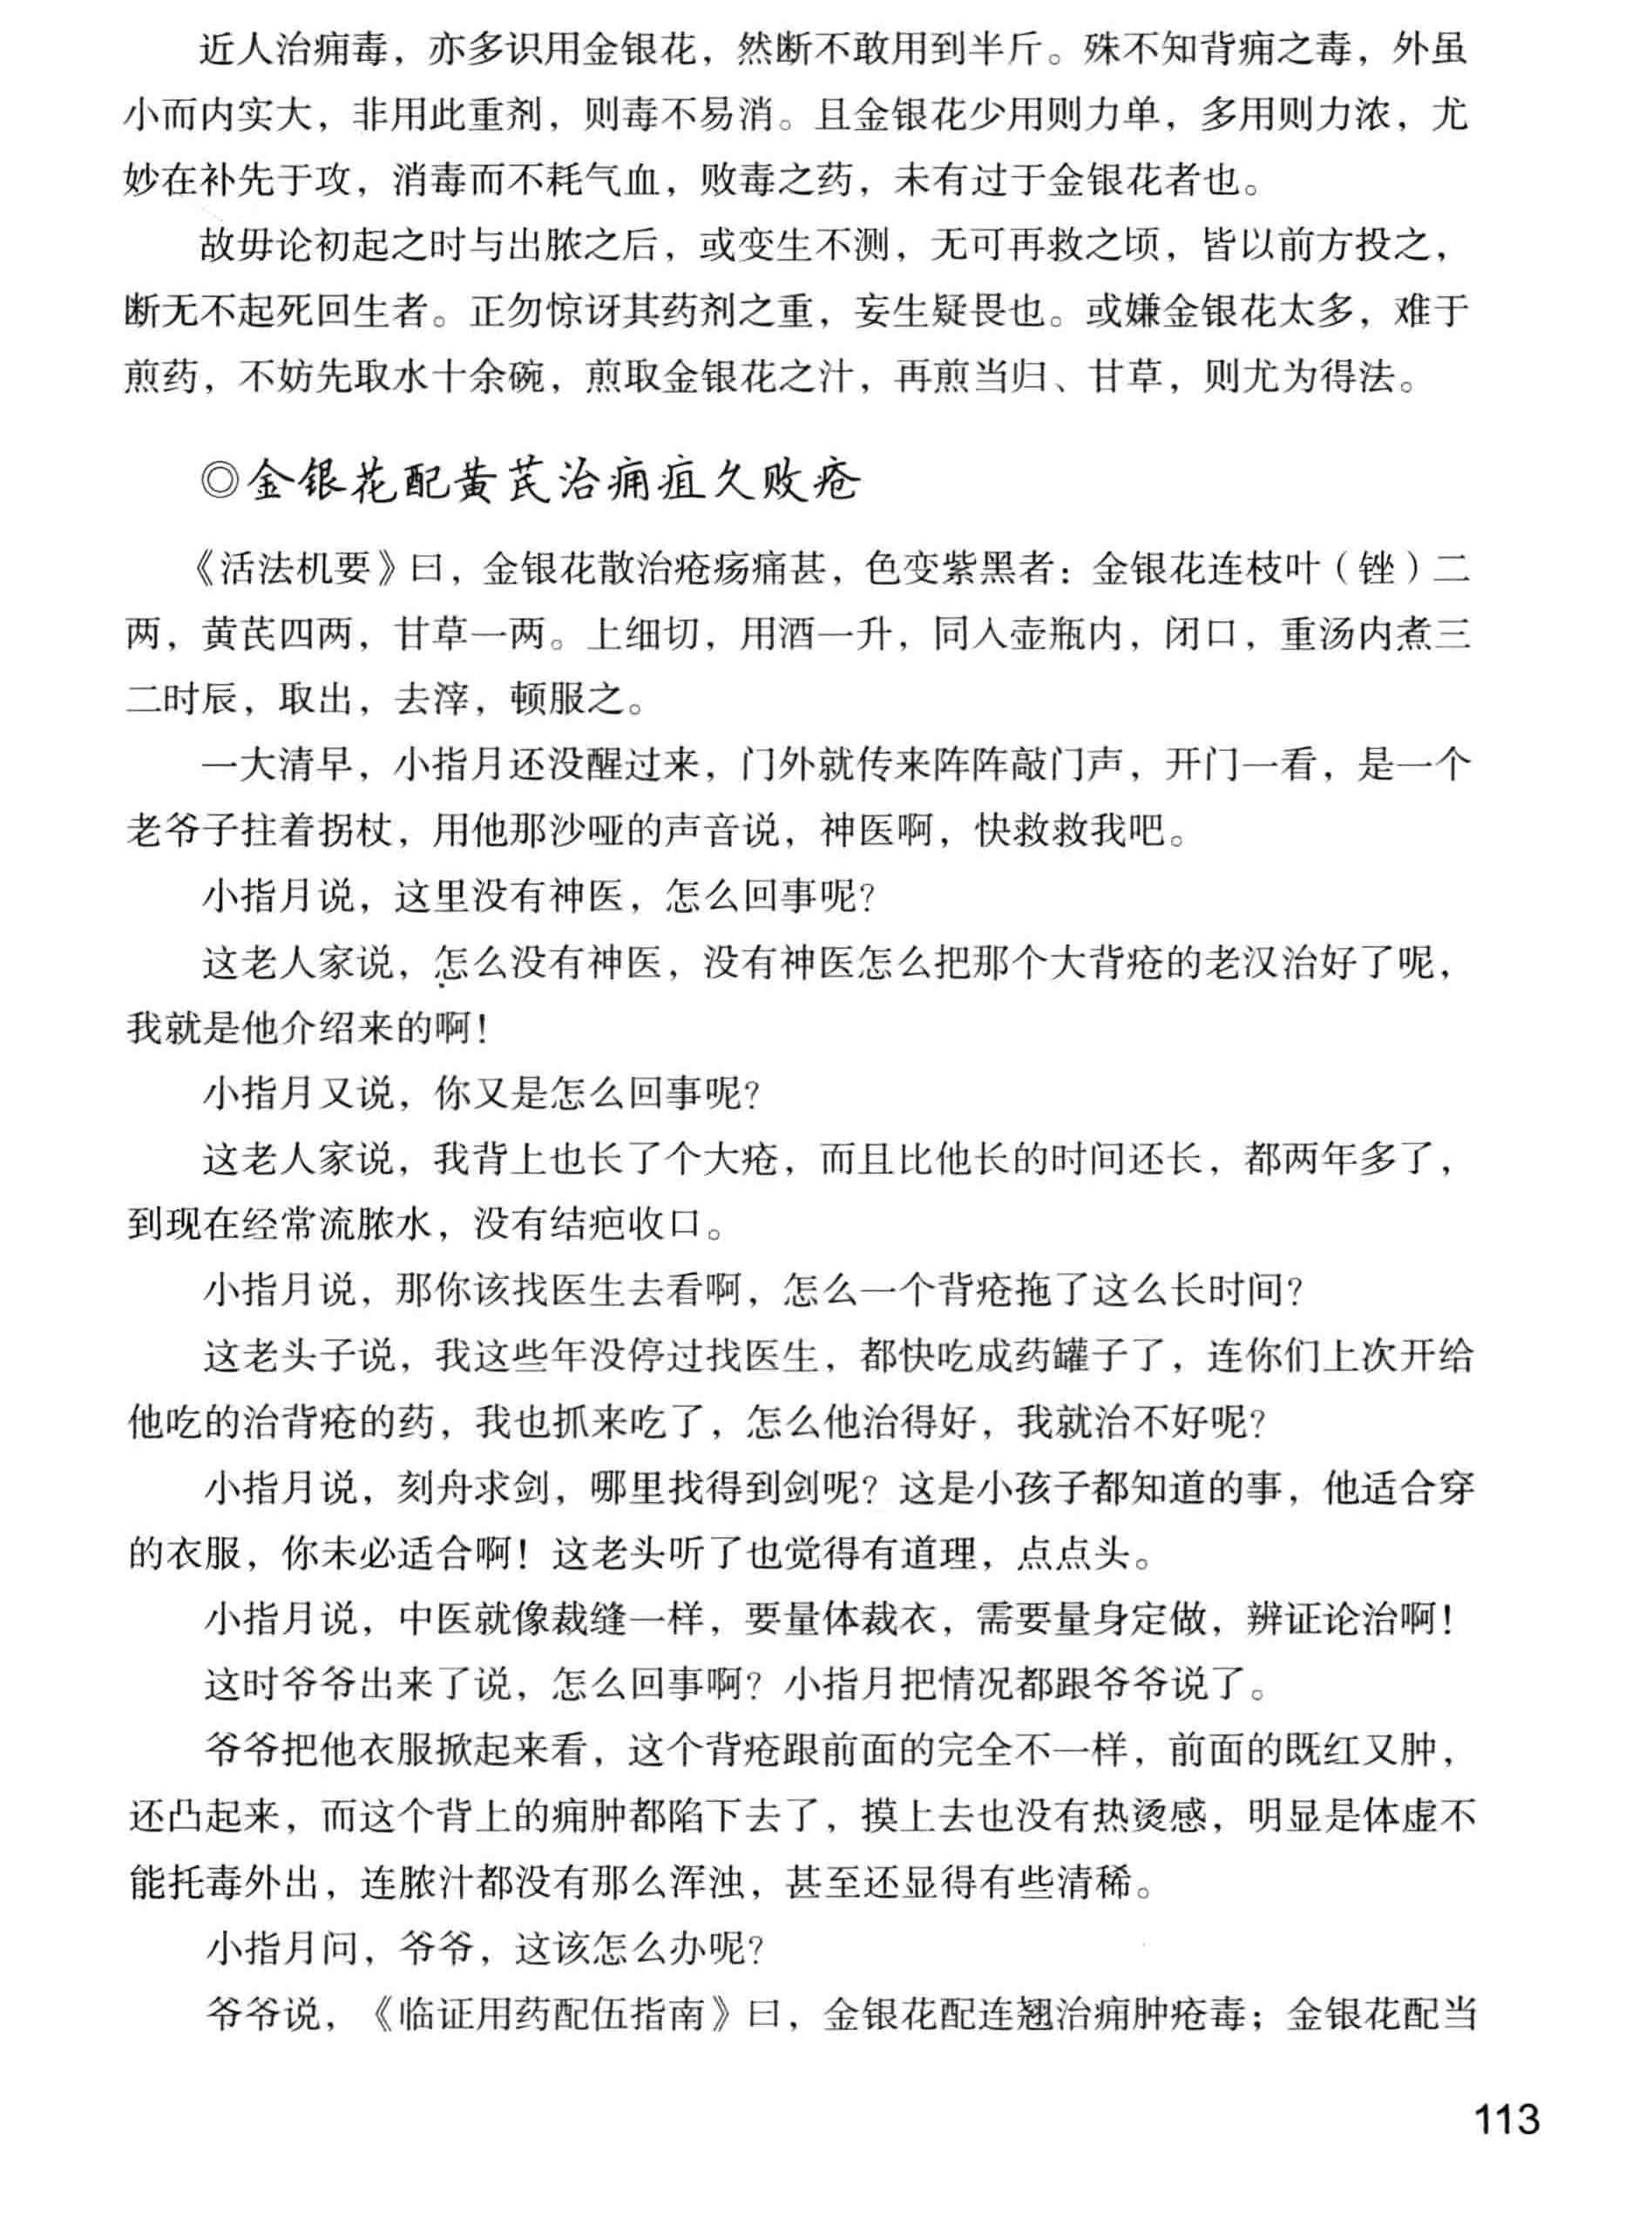 近人治痈毒，亦多识用金银花，然断不敢用到半斤。殊不知背痈之毒，外虽
小而内实大，非用此重剂，则毒不易消。且金银花少用则力单，多用则力浓，尤
妙在补先于攻，消毒而不耗气血，败毒之药，未有过于金银花者也。
故毋论初起之时与出脓之后，或变生不测，无可再救之顷，皆以前方投之，
断无不起死回生者。正勿惊讶其药剂之重，妄生疑畏也。或嫌金银花太多，难于
煎药，不妨先取水十余碗，煎取金银花之汁，再煎当归、甘草，则尤为得法。
◎金银花配黄芪治痈疽久败疮
《活法机要》曰，金银花散治疮疡痛甚，色变紫黑者：金银花连枝叶（锉）二
两，黄芪四两，甘草一两。上细切，用酒一升，同入壶瓶内，闭口，重汤内煮三
二时辰，取出，去滓，顿服之。
一大清早，小指月还没醒过来，门外就传来阵阵敲门声，开门一看，是一个
老爷子拄着拐杖，用他那沙哑的声音说，神医啊，快救救我吧。
小指月说，这里没有神医，怎么回事呢？
这老人家说，怎么没有神医，没有神医怎么把那个大背疮的老汉治好了呢，
我就是他介绍来的啊！
小指月又说，你又是怎么回事呢？
这老人家说，我背上也长了个大疮，而且比他长的时间还长，都两年多了，
到现在经常流脓水，没有结疤收口。
小指月说，那你该找医生去看啊，怎么一个背疮拖了这么长时间？
这老头子说，我这些年没停过找医生，都快吃成药罐子了，连你们上次开给
他吃的治背疮的药，我也抓来吃了，怎么他治得好，我就治不好呢？
小指月说，刻舟求剑，哪里找得到剑呢？这是小孩子都知道的事，他适合穿
的衣服，你未必适合啊！这老头听了也觉得有道理，点点头。
小指月说，中医就像裁缝一样，要量体裁衣，需要量身定做，辨证论治啊！
这时爷爷出来了说，怎么回事啊？小指月把情况都跟爷爷说了。
爷爷把他衣服掀起来看，这个背疮跟前面的完全不一样，前面的既红又肿，
还凸起来，而这个背上的痈肿都陷下去了，摸上去也没有热烫感，明显是体虚不
能托毒外出，连脓汁都没有那么浑浊，甚至还显得有些清稀。
小指月问，爷爷，这该怎么办呢？
爷爷说，《临证用药配伍指南》曰，金银花配连翘治痈肿疮毒；金银花配当
113